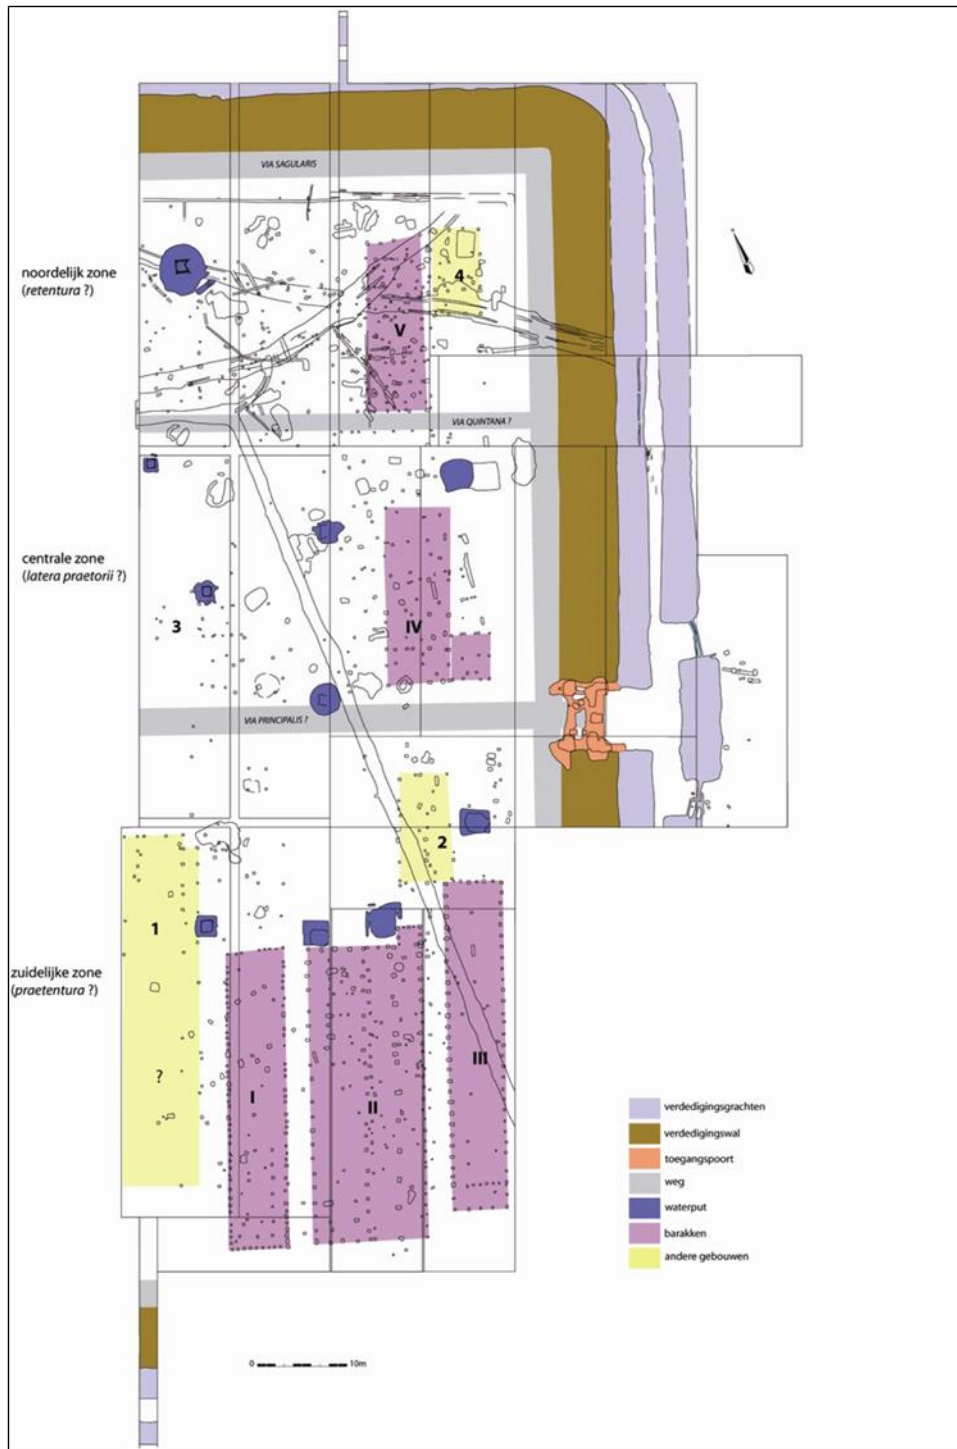 VIA SAGULARIS
noordelijk zone
(retentura ?)
4
V
VIA QUINTANA ?
centrale zone
(latera praetorii ?)
3
IV
VIA PRINCIPALIS ?
2
1
zuidelijke zone
(praetentura ?)
?
I
II
III
verdedigingsgrachten
verdedigingswal
toegangspoort
weg
waterput
barakken
andere gebouwen
0 10m